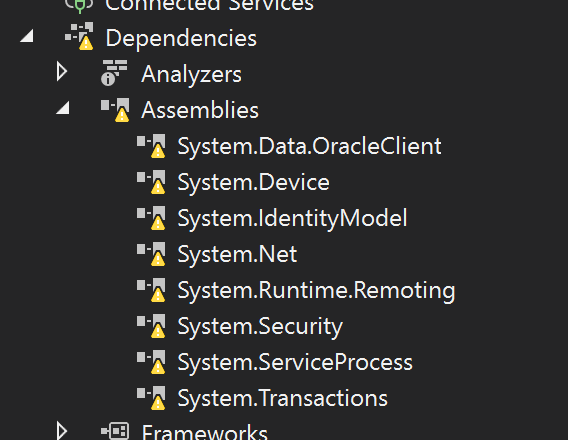 Connected Services
Dependencies
Analyzers
Assemblies
System.Data.OracleClient
System.Device
System.IdentityModel
System.Net
System.Runtime.Remoting
System.Security
System.ServiceProcess
System.Transactions
Frameworks